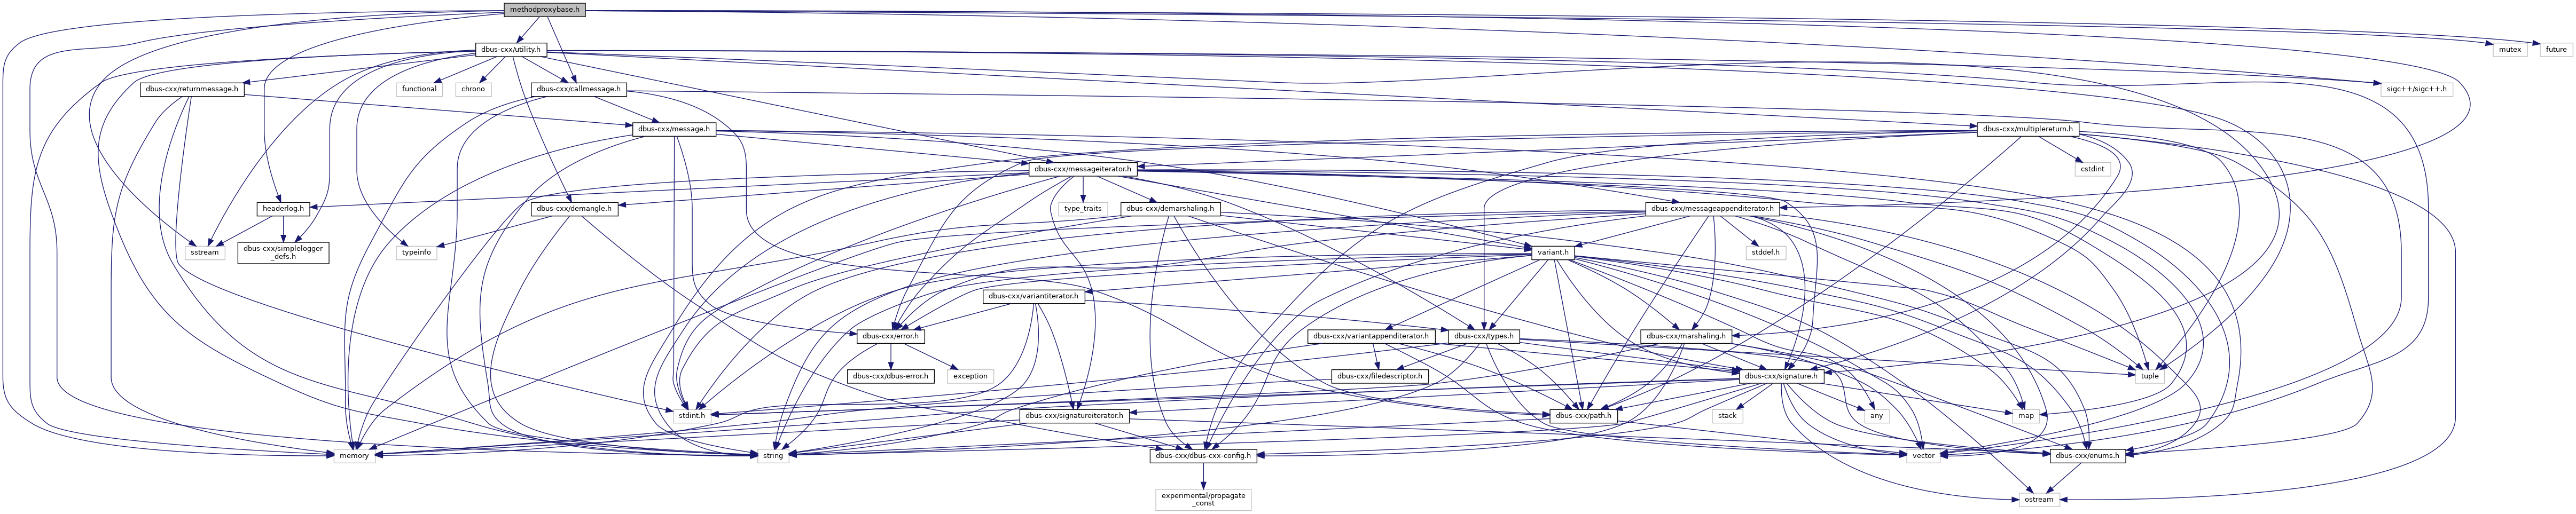 methodproxybase.h
dbus-cxx/utility.h
mutex
future
dbus-cxx/returnmessage.h
functional
chrono
dbus-cxx/callmessage.h
sigc++/sigc++.h
dbus-cxx/message.h
dbus-cxx/multiplereturn.h
dbus-cxx/messageiterator.h
cstdint
headerlog.h
dbus-cxx/demangle.h
type_traits
dbus-cxx/demarshaling.h
dbus-cxx/messageappenditerator.h
sstream
dbus-cxx/simplelogger
_defs.h
typeinfo
variant.h
stddef.h
dbus-cxx/variantiterator.h
dbus-cxx/error.h
dbus-cxx/variantappenditerator.h
dbus-cxx/types.h
dbus-cxx/marshaling.h
dbus-cxx/dbus-error.h
exception
dbus-cxx/filedescriptor.h
dbus-cxx/signature.h
tuple
stdint.h
dbus-cxx/signatureiterator.h
dbus-cxx/path.h
stack
any
map
memory
string
dbus-cxx/dbus-cxx-config.h
vector
dbus-cxx/enums.h
experimental/propagate
_const
ostream